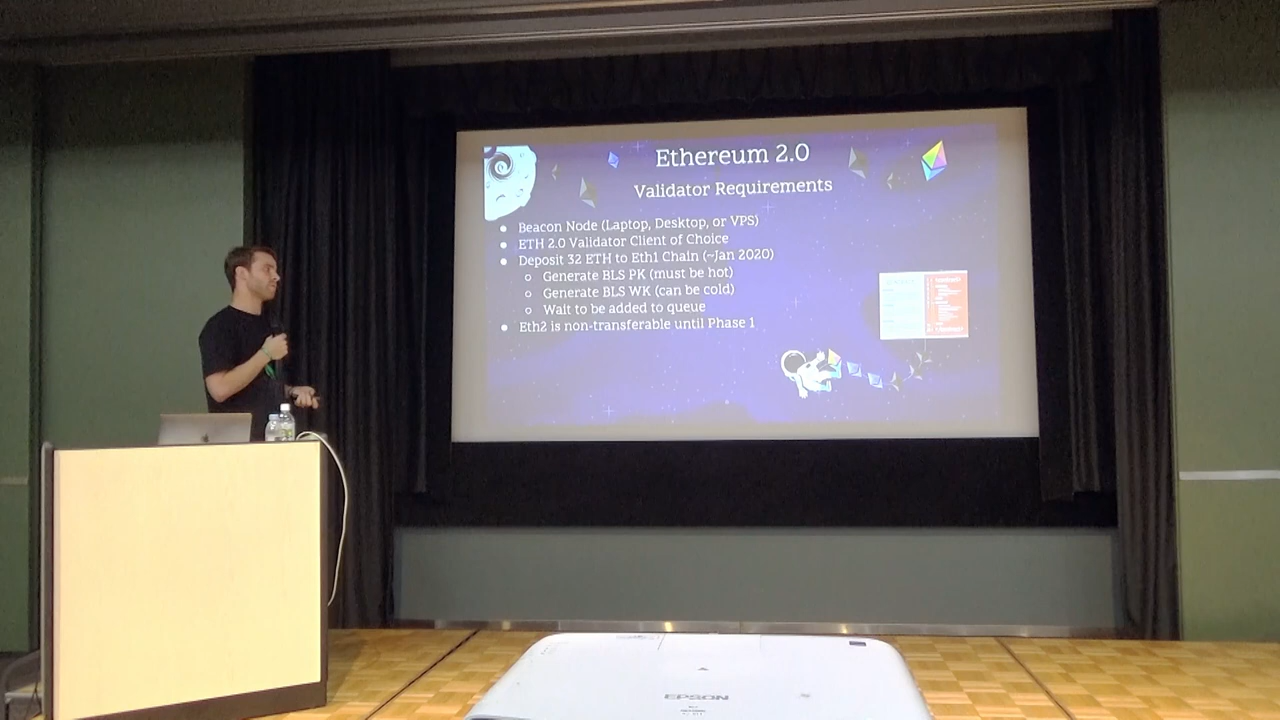 Ethereum 2.0
Validator Requirements
● Beacon Node (Laptop, Desktop, or VPS)
● ETH 2.0 Validator Client of Choice
● Deposit 32 ETH to Eth1 Chain (~Jan 2020)
○ Generate BLS PK (must be hot)
○ Generate BLS WK (can be cold)
○ Wait to be added to queue
● Eth2 is non-transferable until Phase 1
EPSON